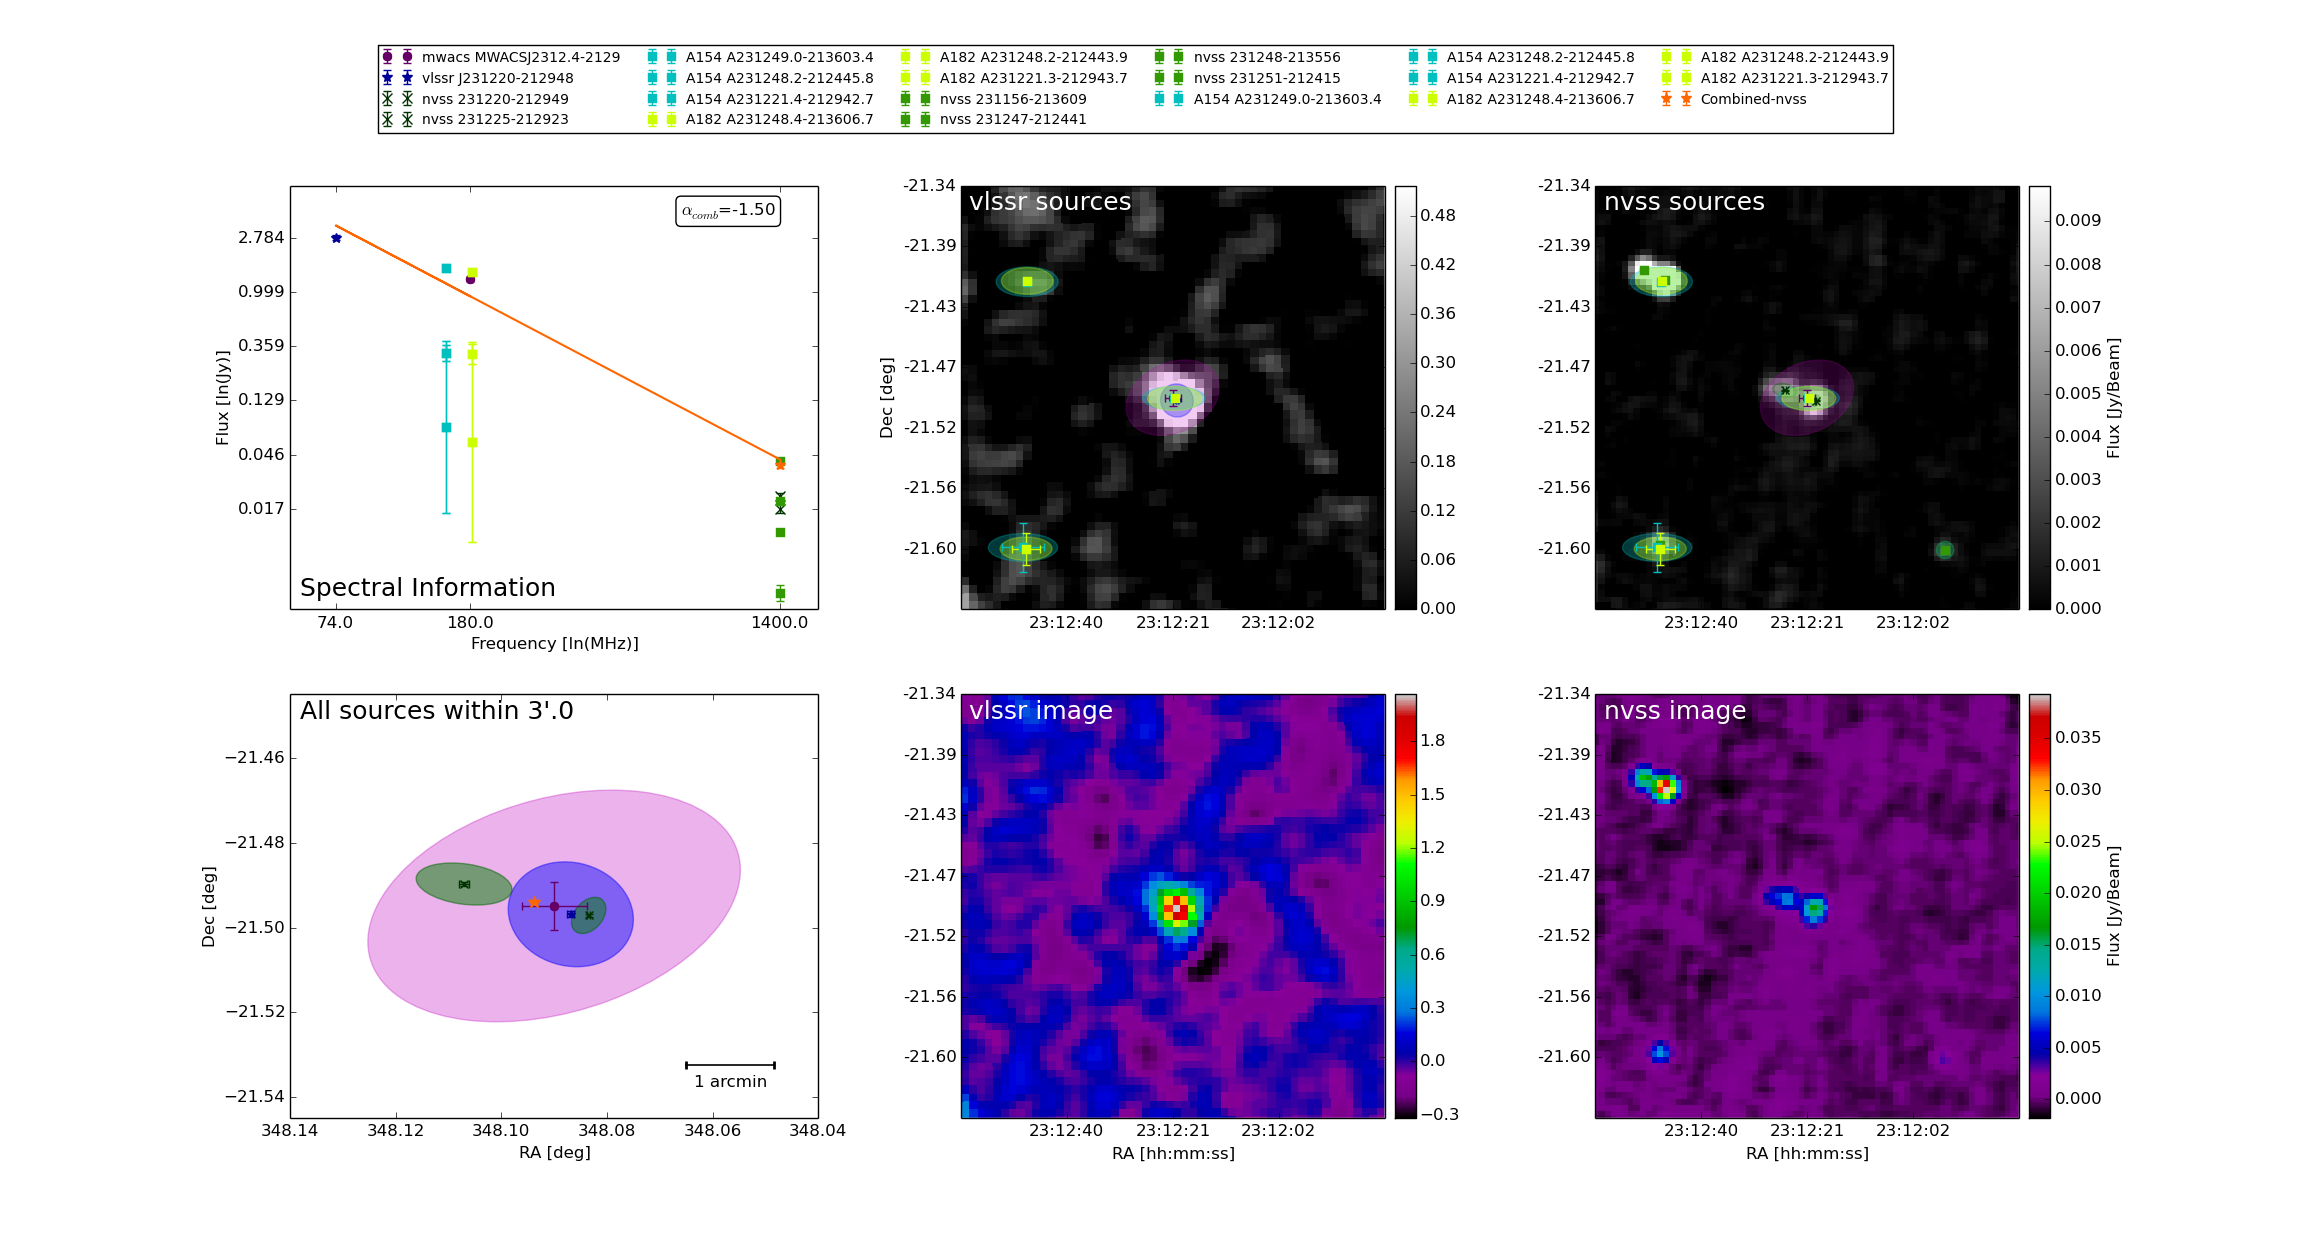 mwacs MWACSJ2312.4-2129
vlssr J231220-212948
nvss 231220-212949
nvss 231225-212923
A154 A231249.0-213603.4
A154 A231248.2-212445.8
A154 A231221.4-212942.7
A182 A231248.4-213606.7
A182 A231248.2-212443.9
A182 A231221.3-212943.7
nvss 231156-213609
nvss 231247-212441
nvss 231248-213556
nvss 231251-212415
A154 A231249.0-213603.4
A154 A231248.2-212445.8
A154 A231221.4-212942.7
A182 A231248.4-213606.7
A182 A231248.2-212443.9
A182 A231221.3-212943.7
Combined-nvss
α_comb=-1.50
2.784
0.999
0.359
0.129
0.046
0.017
Flux [ln(Jy)]
Spectral Information
74.0 180.0 1400.0
Frequency [ln(MHz)]
vlssr sources
-21.34
-21.39
-21.43
-21.47
-21.52
-21.56
-21.60
Dec [deg]
23:12:40 23:12:21 23:12:02
0.48
0.42
0.36
0.30
0.24
0.18
0.12
0.06
0.00
nvss sources
-21.34
-21.39
-21.43
-21.47
-21.52
-21.56
-21.60
23:12:40 23:12:21 23:12:02
0.009
0.008
0.007
0.006
0.005
0.004
0.003
0.002
0.001
0.000
Flux [Jy/Beam]
All sources within 3'.0
−21.46
−21.48
−21.50
−21.52
−21.54
Dec [deg]
1 arcmin
348.14 348.12 348.10 348.08 348.06 348.04
RA [deg]
vlssr image
-21.34
-21.39
-21.43
-21.47
-21.52
-21.56
-21.60
23:12:40 23:12:21 23:12:02
RA [hh:mm:ss]
1.8
1.5
1.2
0.9
0.6
0.3
0.0
−0.3
nvss image
-21.34
-21.39
-21.43
-21.47
-21.52
-21.56
-21.60
23:12:40 23:12:21 23:12:02
RA [hh:mm:ss]
0.035
0.030
0.025
0.020
0.015
0.010
0.005
0.000
Flux [Jy/Beam]